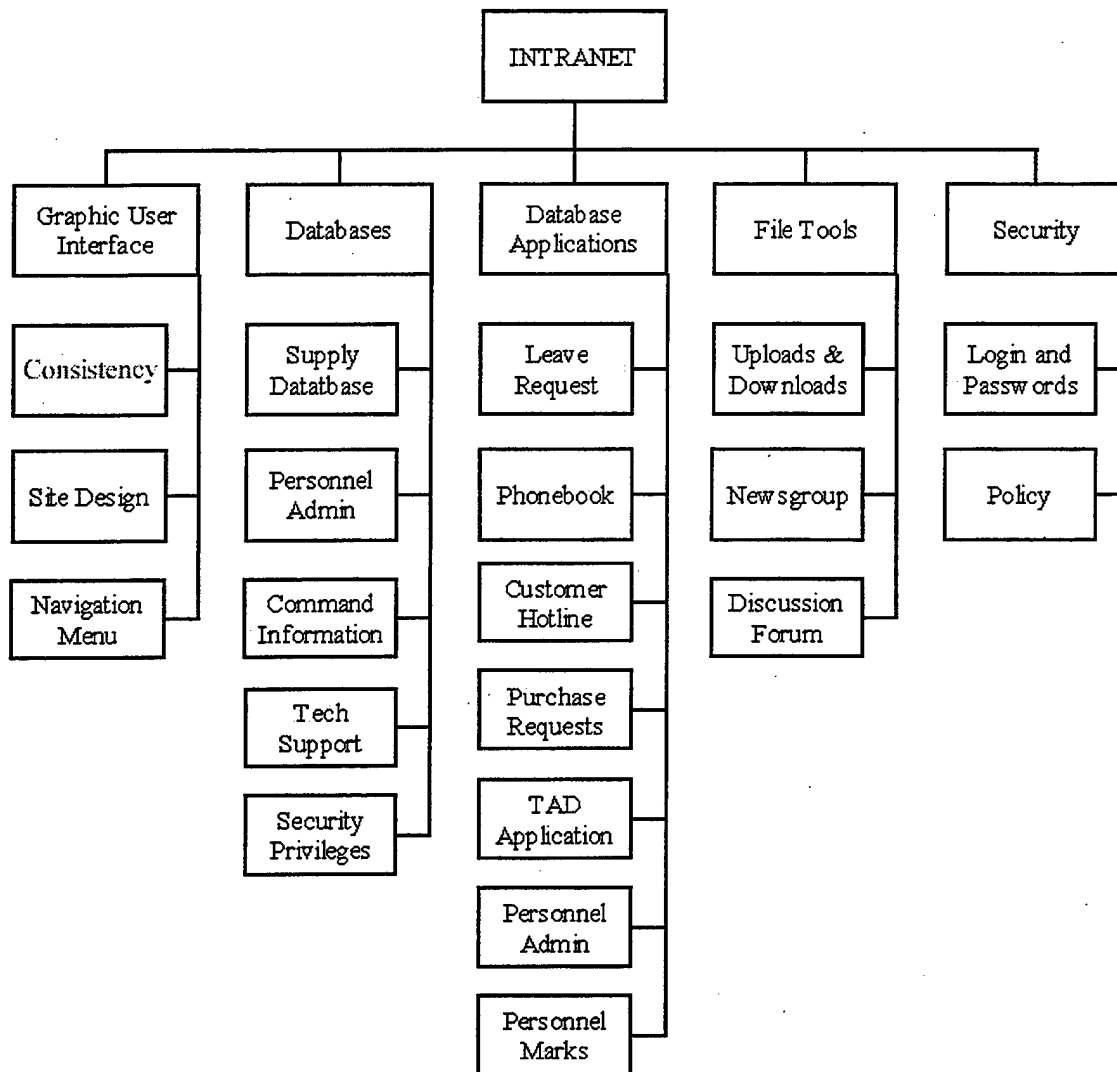 INTRANET
Graphic User
Interface
Databases
Database
Applications
File Tools
Security
Consistency
Site Design
Navigation
Menu
Supply
Datatbase
Personnel
Admin
Command
Information
Tech
Support
Security
Privileges
Leave
Request
Phonebook
Customer
Hotline
Purchase
Requests
TAD
Application
Personnel
Admin
Personnel
Marks
Uploads &
Downloads
Newsgroup
Discussion
Forum
Login and
Passwords
Policy